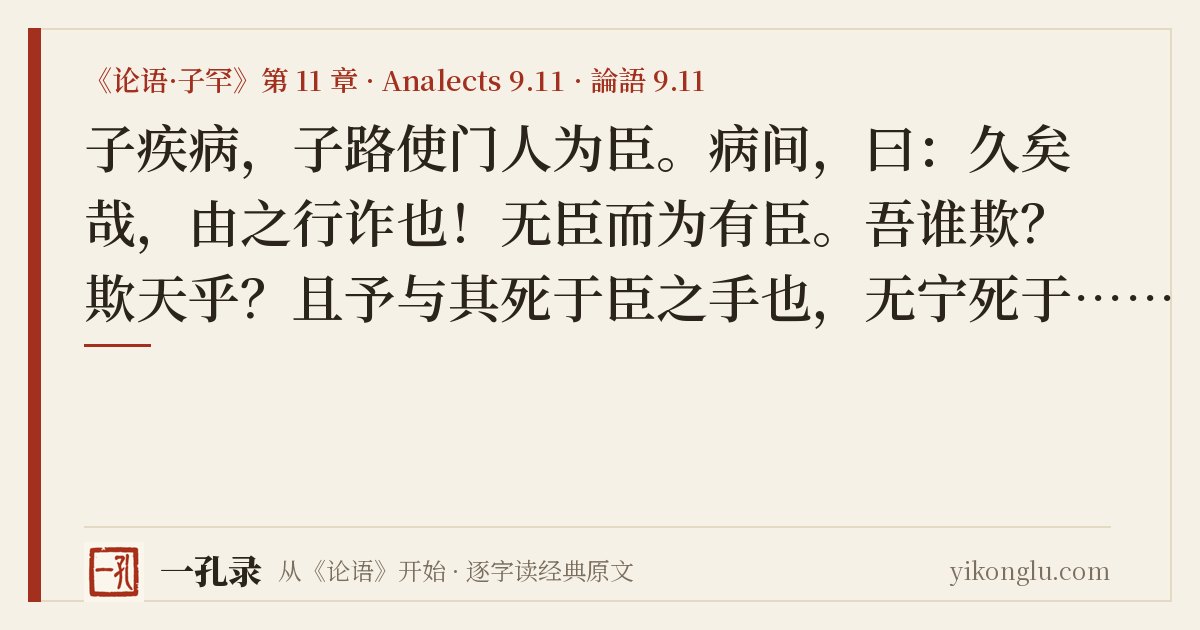 《论语·子罕》第 11 章 · Analects 9.11 · 論語 9.11
子疾病，子路使门人为臣。病间，曰：久矣
哉，由之行诈也！无臣而为有臣。吾谁欺？
欺天乎？且予与其死于臣之手也，无宁死于……
一孔
一孔录
从《论语》开始 · 逐字读经典原文
yikonglu.com